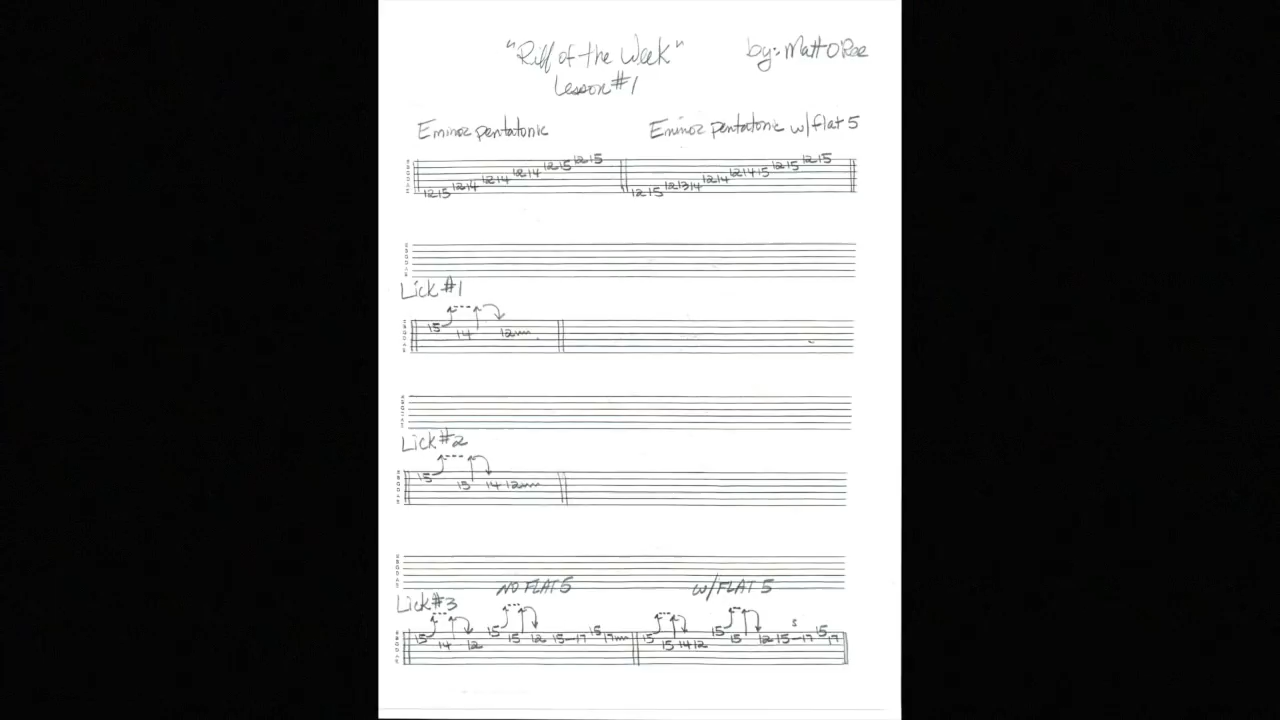 "Riff of the Week" by: Matt O'Ree
Lesson #1
E minor pentatonic E minor pentatonic w/flat 5
12 15 12 14 12 14 12 14 12 15 12 15 12 15 12 13 14 12 14 12 14 15 12 15 12 15
Lick #1
15 14 12
Lick #2
15 15 14 12
NO FLAT 5 w/FLAT 5
Lick #3
15 14 12 15 15 12 15-17 15 17 15 15 14 12 15 15 12 15 S 17 15 17